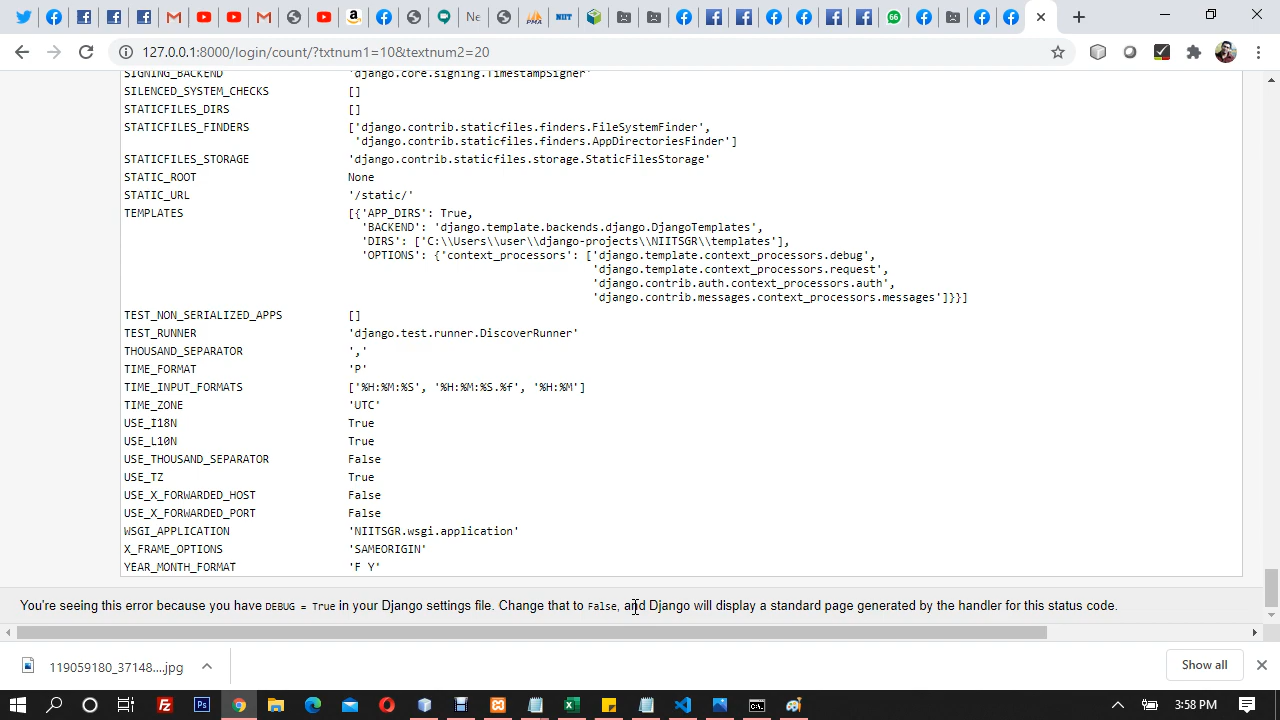 NIIT
PMA
66
127.0.0.1:8000/login/count/?txtnum1=10&textnum2=20
SIGNING_BACKEND 'django.core.signing.TimestampSigner'
SILENCED_SYSTEM_CHECKS []
STATICFILES_DIRS []
STATICFILES_FINDERS ['django.contrib.staticfiles.finders.FileSystemFinder',
'django.contrib.staticfiles.finders.AppDirectoriesFinder']
STATICFILES_STORAGE 'django.contrib.staticfiles.storage.StaticFilesStorage'
STATIC_ROOT None
STATIC_URL '/static/'
TEMPLATES [{'APP_DIRS': True,
'BACKEND': 'django.template.backends.django.DjangoTemplates',
'DIRS': ['C:\\Users\\user\\django-projects\\NIITSGR\\templates'],
'OPTIONS': {'context_processors': ['django.template.context_processors.debug',
'django.template.context_processors.request',
'django.contrib.auth.context_processors.auth',
'django.contrib.messages.context_processors.messages']}}]
TEST_NON_SERIALIZED_APPS []
TEST_RUNNER 'django.test.runner.DiscoverRunner'
THOUSAND_SEPARATOR ','
TIME_FORMAT 'P'
TIME_INPUT_FORMATS ['%H:%M:%S', '%H:%M:%S.%f', '%H:%M']
TIME_ZONE 'UTC'
USE_I18N True
USE_L10N True
USE_THOUSAND_SEPARATOR False
USE_TZ True
USE_X_FORWARDED_HOST False
USE_X_FORWARDED_PORT False
WSGI_APPLICATION 'NIITSGR.wsgi.application'
X_FRAME_OPTIONS 'SAMEORIGIN'
YEAR_MONTH_FORMAT 'F Y'
You're seeing this error because you have DEBUG = True in your Django settings file. Change that to False, and Django will display a standard page generated by the handler for this status code.
119059180_37148....jpg
Show all
3:58 PM